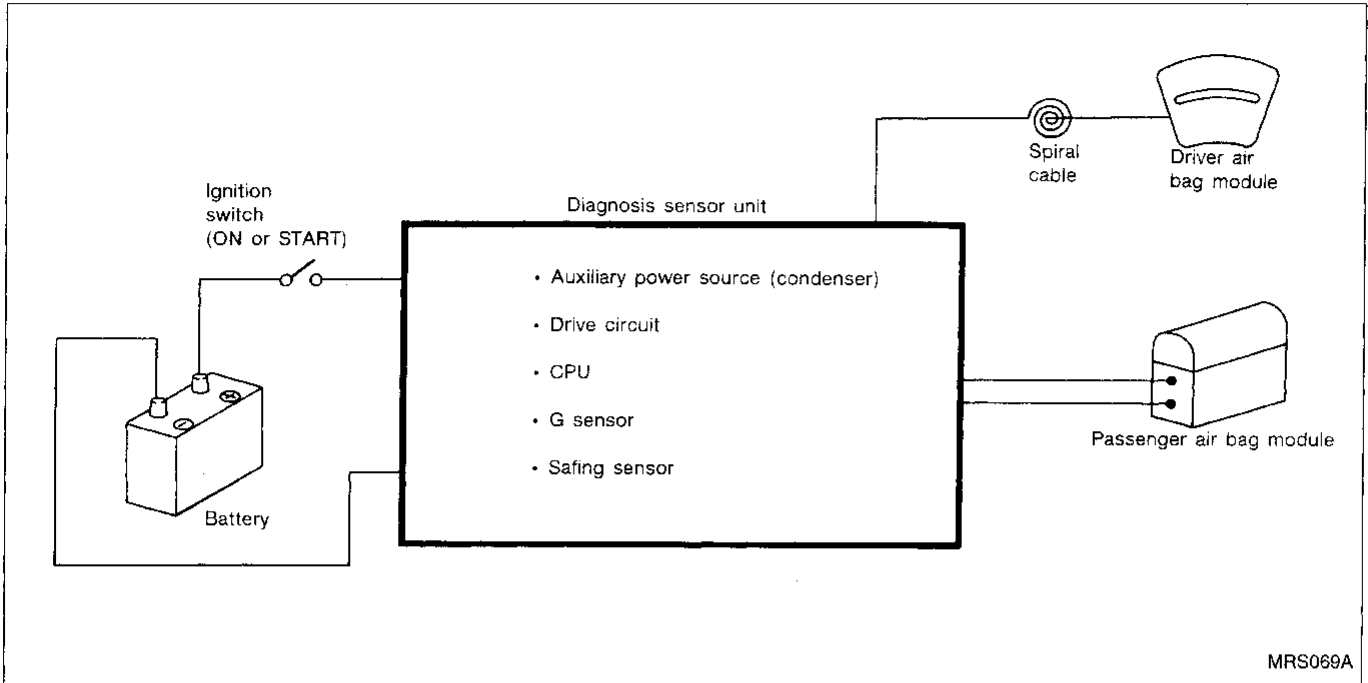 Spiral
cable
Driver air
bag module
Ignition
switch
(ON or START)
Diagnosis sensor unit
• Auxiliary power source (condenser)
• Drive circuit
• CPU
• G sensor
• Safing sensor
Battery
Passenger air bag module
MRS069A